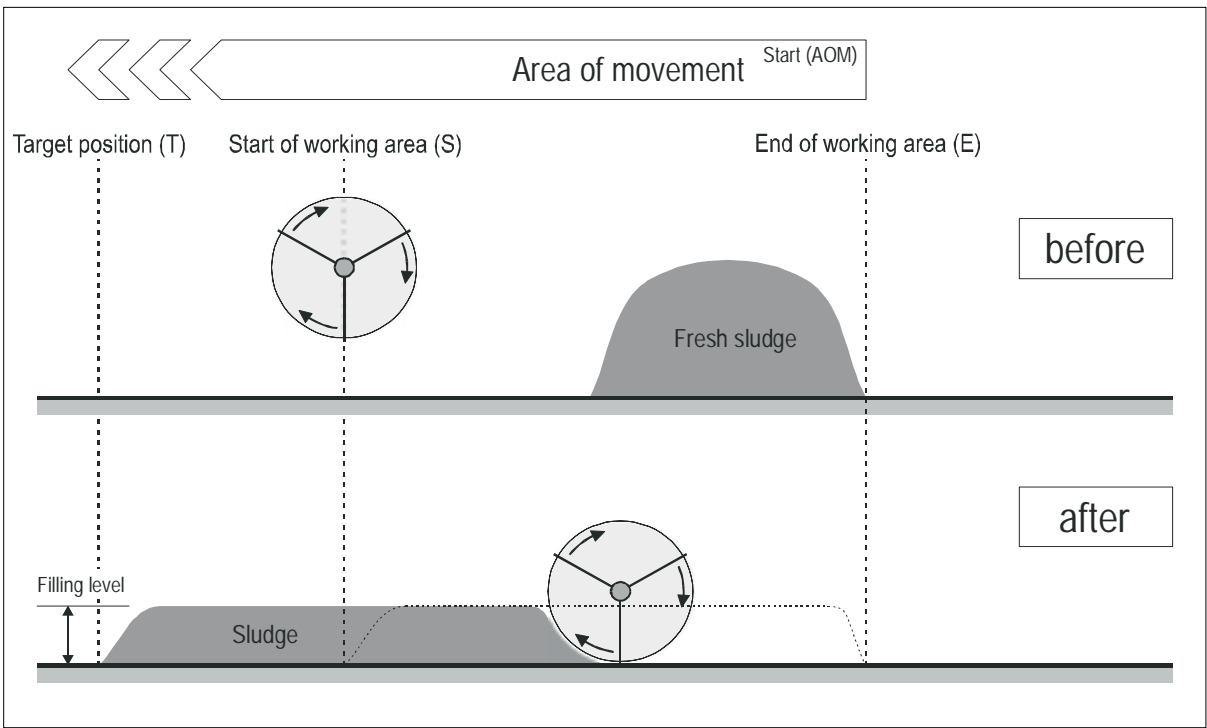 Area of movement
Start (AOM)
Target position (T)
Start of working area (S)
End of working area (E)
before
Fresh sludge
after
Filling level
Sludge